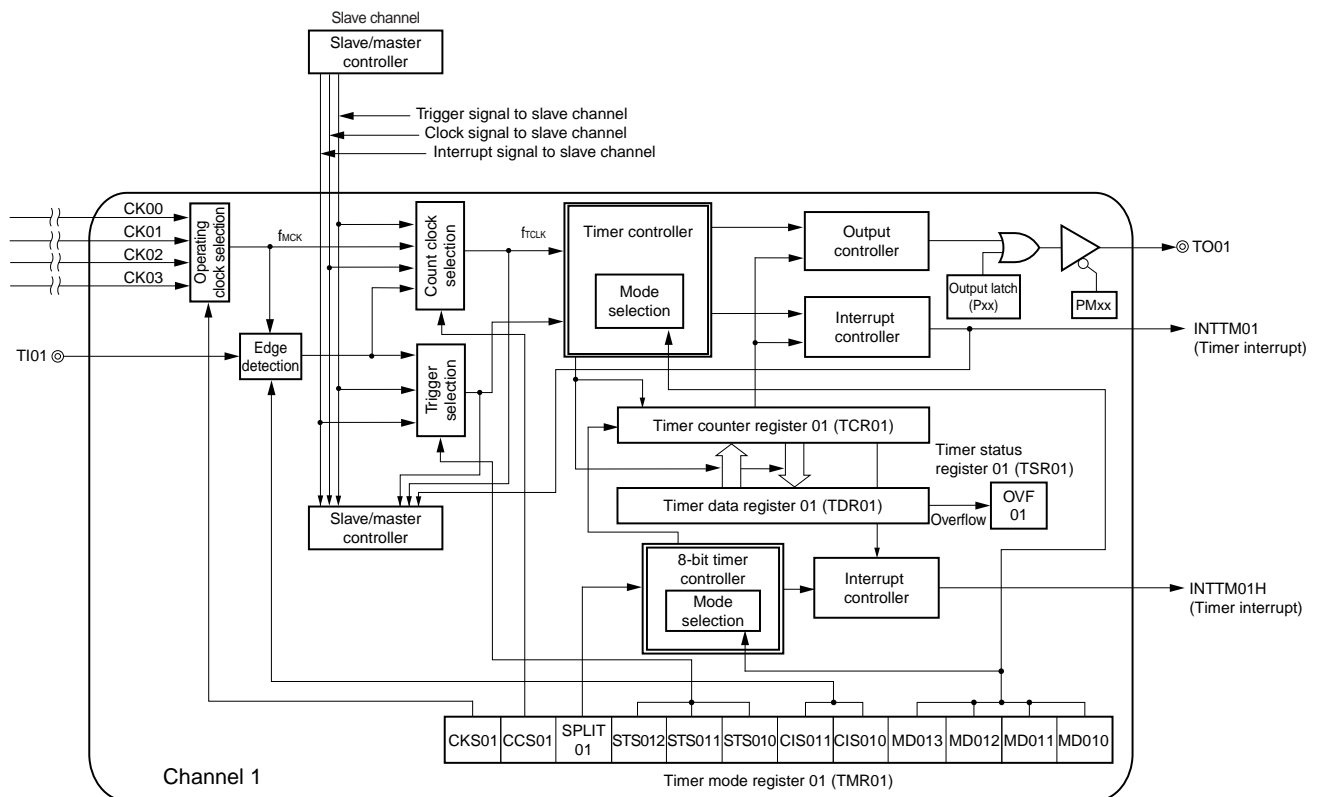 Slave channel
Slave/master
controller
Trigger signal to slave channel
Clock signal to slave channel
Interrupt signal to slave channel
CK00
CK01
CK02
CK03
Operating
clock selection
fMCK
Count clock
selection
fTCLK
Timer controller
Mode
selection
Output
controller
Output latch
(Pxx)
PMxx
TO01
Interrupt
controller
INTTM01
(Timer interrupt)
TI01
Edge
detection
Trigger
selection
Timer counter register 01 (TCR01)
Timer status
register 01 (TSR01)
Timer data register 01 (TDR01)
Overflow
OVF
01
Slave/master
controller
8-bit timer
controller
Mode
selection
Interrupt
controller
INTTM01H
(Timer interrupt)
CKS01
CCS01
SPLIT
01
STS012
STS011
STS010
CIS011
CIS010
MD013
MD012
MD011
MD010
Channel 1
Timer mode register 01 (TMR01)